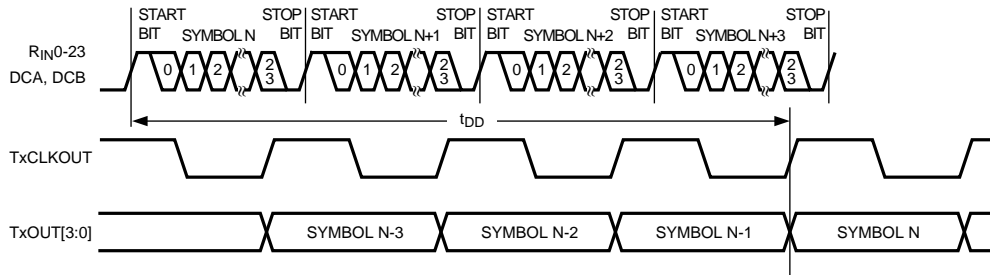 START STOP START STOP START STOP START STOP
BIT SYMBOL N BIT BIT SYMBOL N+1 BIT BIT SYMBOL N+2 BIT BIT SYMBOL N+3 BIT
RIN0-23
DCA, DCB
0 1 2 23 0 1 2 23 0 1 2 23 0 1 2 23
tDD
TxCLKOUT
TxOUT[3:0] SYMBOL N-3 SYMBOL N-2 SYMBOL N-1 SYMBOL N